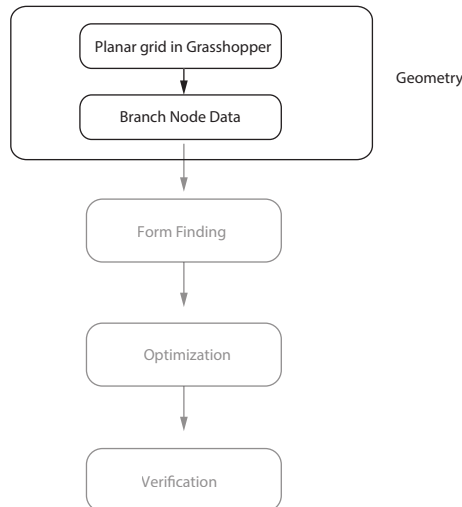 Planar grid in Grasshopper
Geometry
Branch Node Data
Form Finding
Optimization
Verification